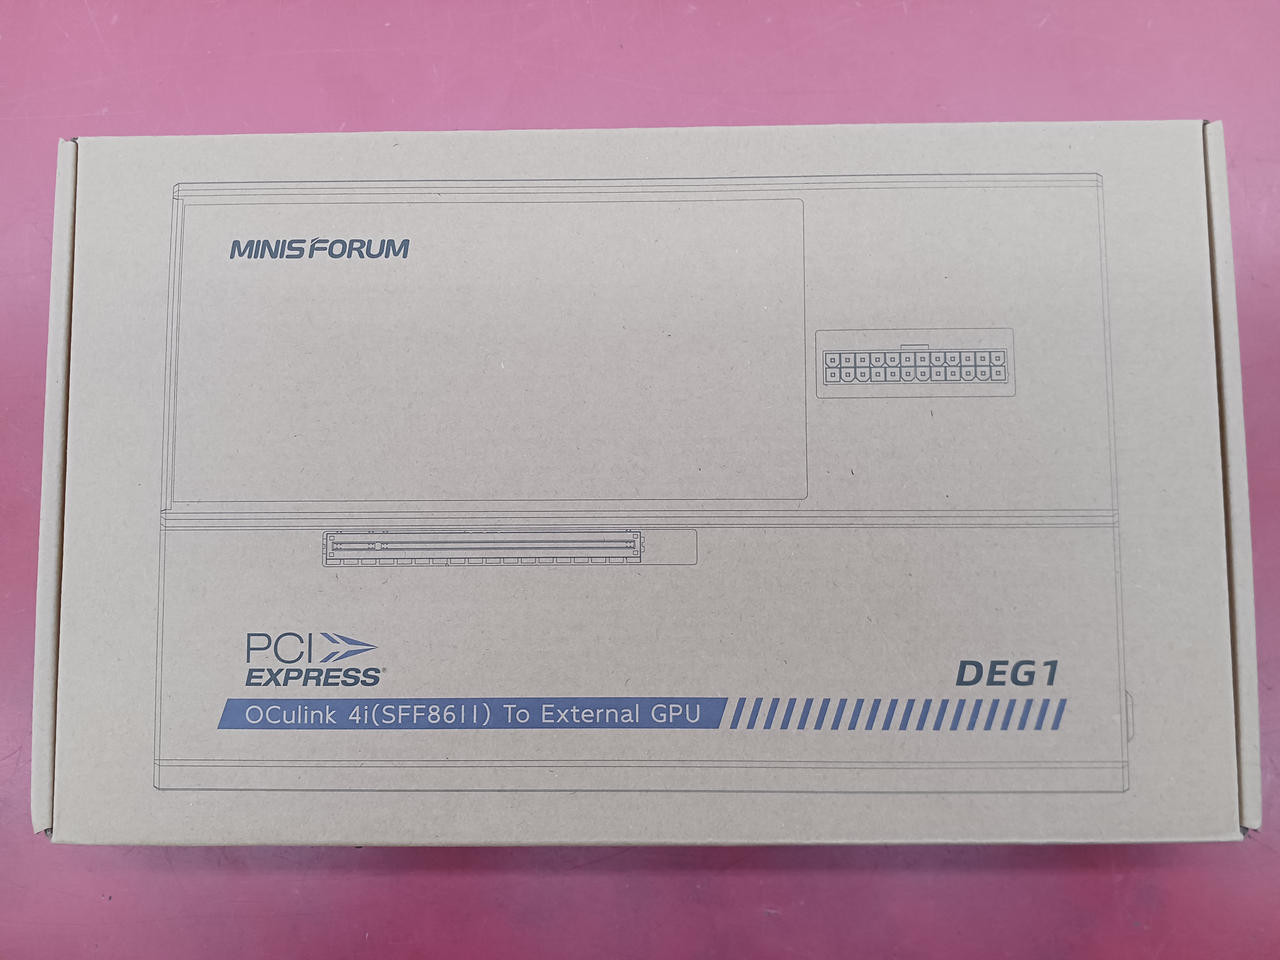 MINISFORUM
PCI
EXPRESS®
DEG1
OCulink 4i(SFF8611) To External GPU